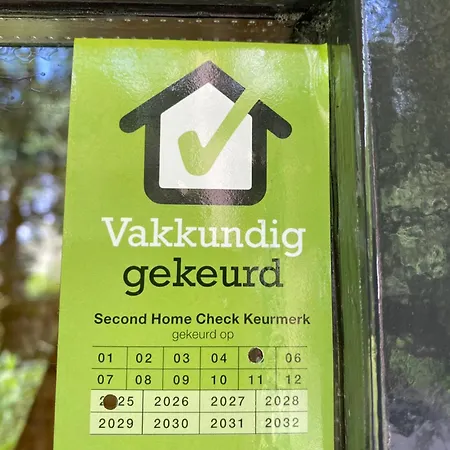 Vakkundig
gekeurd
Second Home Check Keurmerk
gekeurd op
01 02 03 04 06
07 08 09 10 11 12
2025 2026 2027 2028
2029 2030 2031 2032